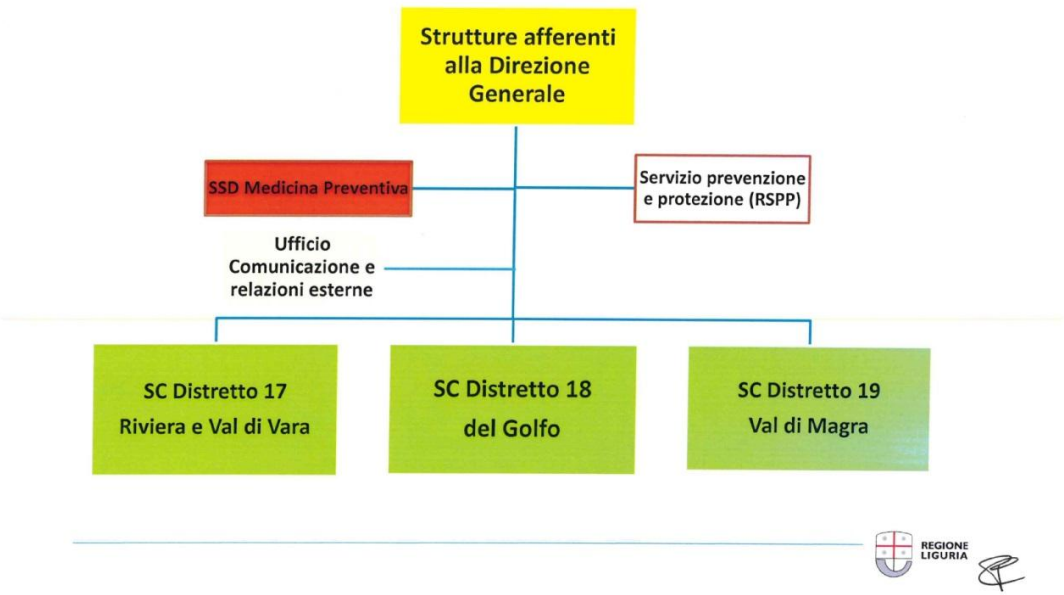 Strutture afferenti
alla Direzione
Generale
SSD Medicina Preventiva
Servizio prevenzione
e protezione (RSPP)
Ufficio
Comunicazione e
relazioni esterne
SC Distretto 17
Riviera e Val di Vara
SC Distretto 18
del Golfo
SC Distretto 19
Val di Magra
REGIONE
LIGURIA